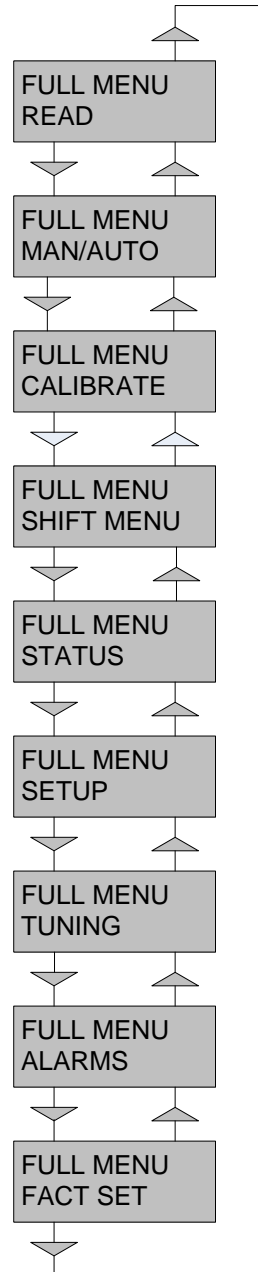 FULL MENU
READ
FULL MENU
MAN/AUTO
FULL MENU
CALIBRATE
FULL MENU
SHIFT MENU
FULL MENU
STATUS
FULL MENU
SETUP
FULL MENU
TUNING
FULL MENU
ALARMS
FULL MENU
FACT SET